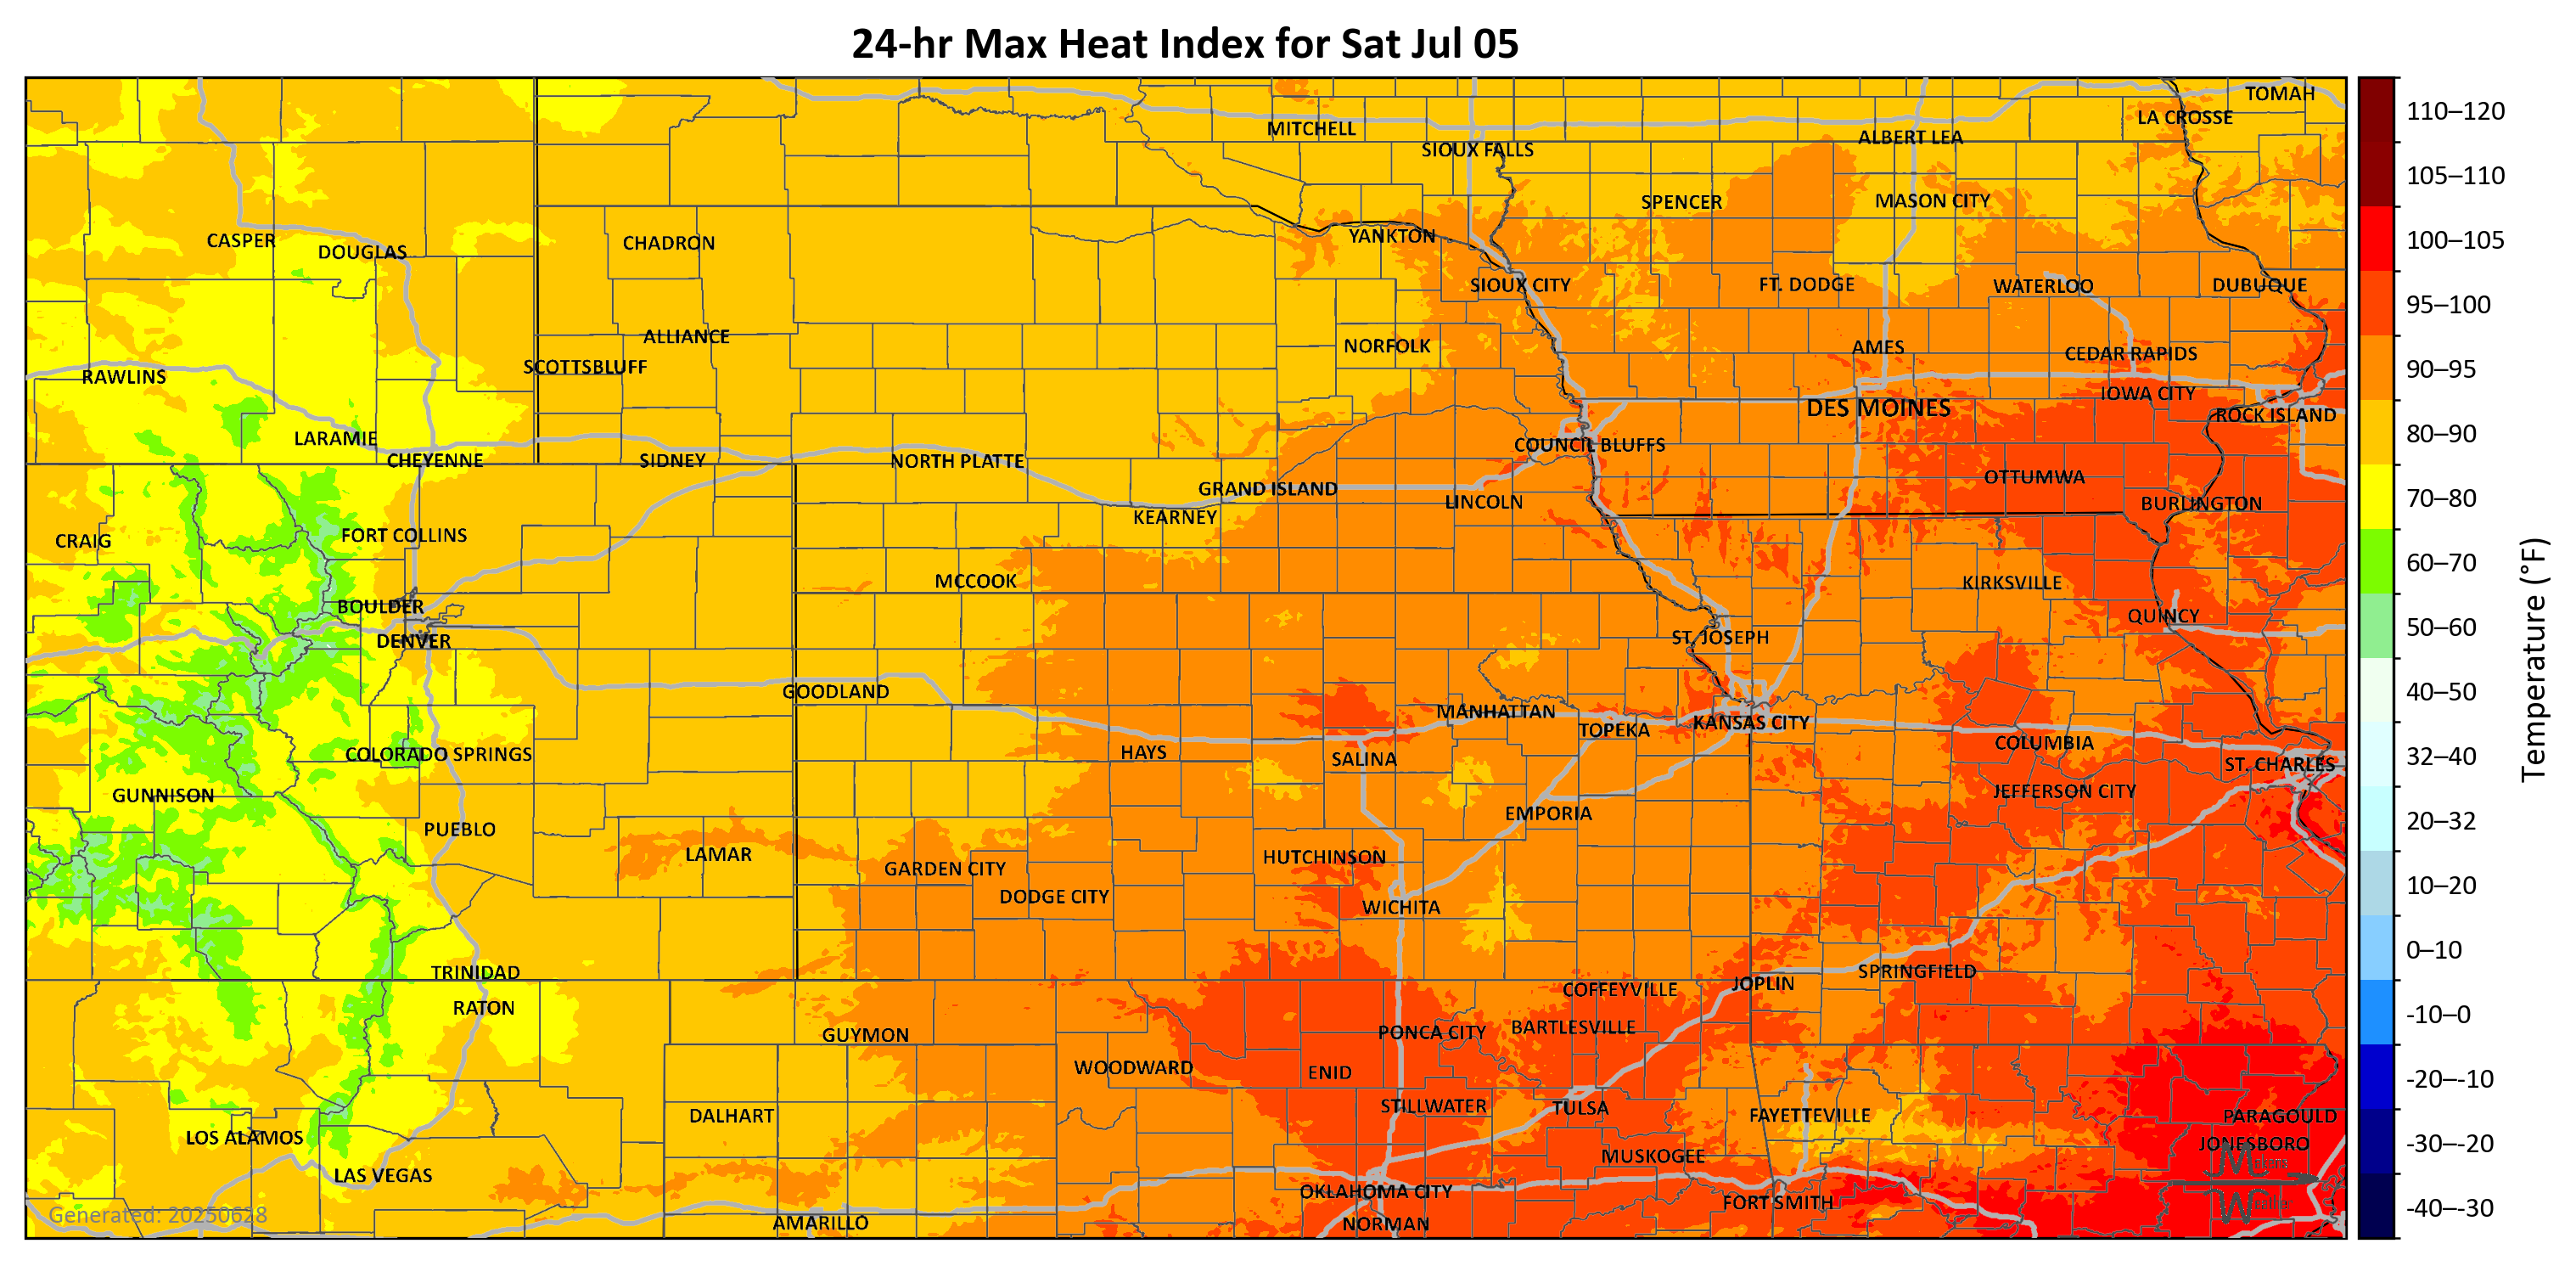 24-hr Max Heat Index for Sat Jul 05
TOMAH
LA CROSSE
MITCHELL
ALBERT LEA
SIOUX FALLS
SPENCER
MASON CITY
YANKTON
CASPER
CHADRON
DOUGLAS
SIOUX CITY
FT. DODGE
WATERLOO
DUBUQUE
ALLIANCE
NORFOLK
AMES
CEDAR RAPIDS
SCOTTSBLUFF
RAWLINS
IOWA CITY
DES MOINES
ROCK ISLAND
LARAMIE
COUNCIL BLUFFS
CHEYENNE
SIDNEY
NORTH PLATTE
OTTUMWA
GRAND ISLAND
LINCOLN
BURLINGTON
KEARNEY
FORT COLLINS
CRAIG
MCCOOK
KIRKSVILLE
BOULDER
QUINCY
DENVER
ST. JOSEPH
GOODLAND
MANHATTAN
KANSAS CITY
TOPEKA
COLUMBIA
HAYS
COLORADO SPRINGS
SALINA
ST. CHARLES
GUNNISON
JEFFERSON CITY
EMPORIA
PUEBLO
LAMAR
HUTCHINSON
GARDEN CITY
DODGE CITY
WICHITA
TRINIDAD
SPRINGFIELD
JOPLIN
COFFEYVILLE
RATON
BARTLESVILLE
PONCA CITY
GUYMON
WOODWARD
ENID
STILLWATER
TULSA
DALHART
FAYETTEVILLE
PARAGOULD
LOS ALAMOS
JONESBORO
MUSKOGEE
LAS VEGAS
OKLAHOMA CITY
FORT SMITH
AMARILLO
NORMAN
Generated: 20250628
110–120
105–110
100–105
95–100
90–95
80–90
70–80
60–70
50–60
40–50
32–40
20–32
10–20
0–10
-10–0
-20–-10
-30–-20
-40–-30
Temperature (°F)